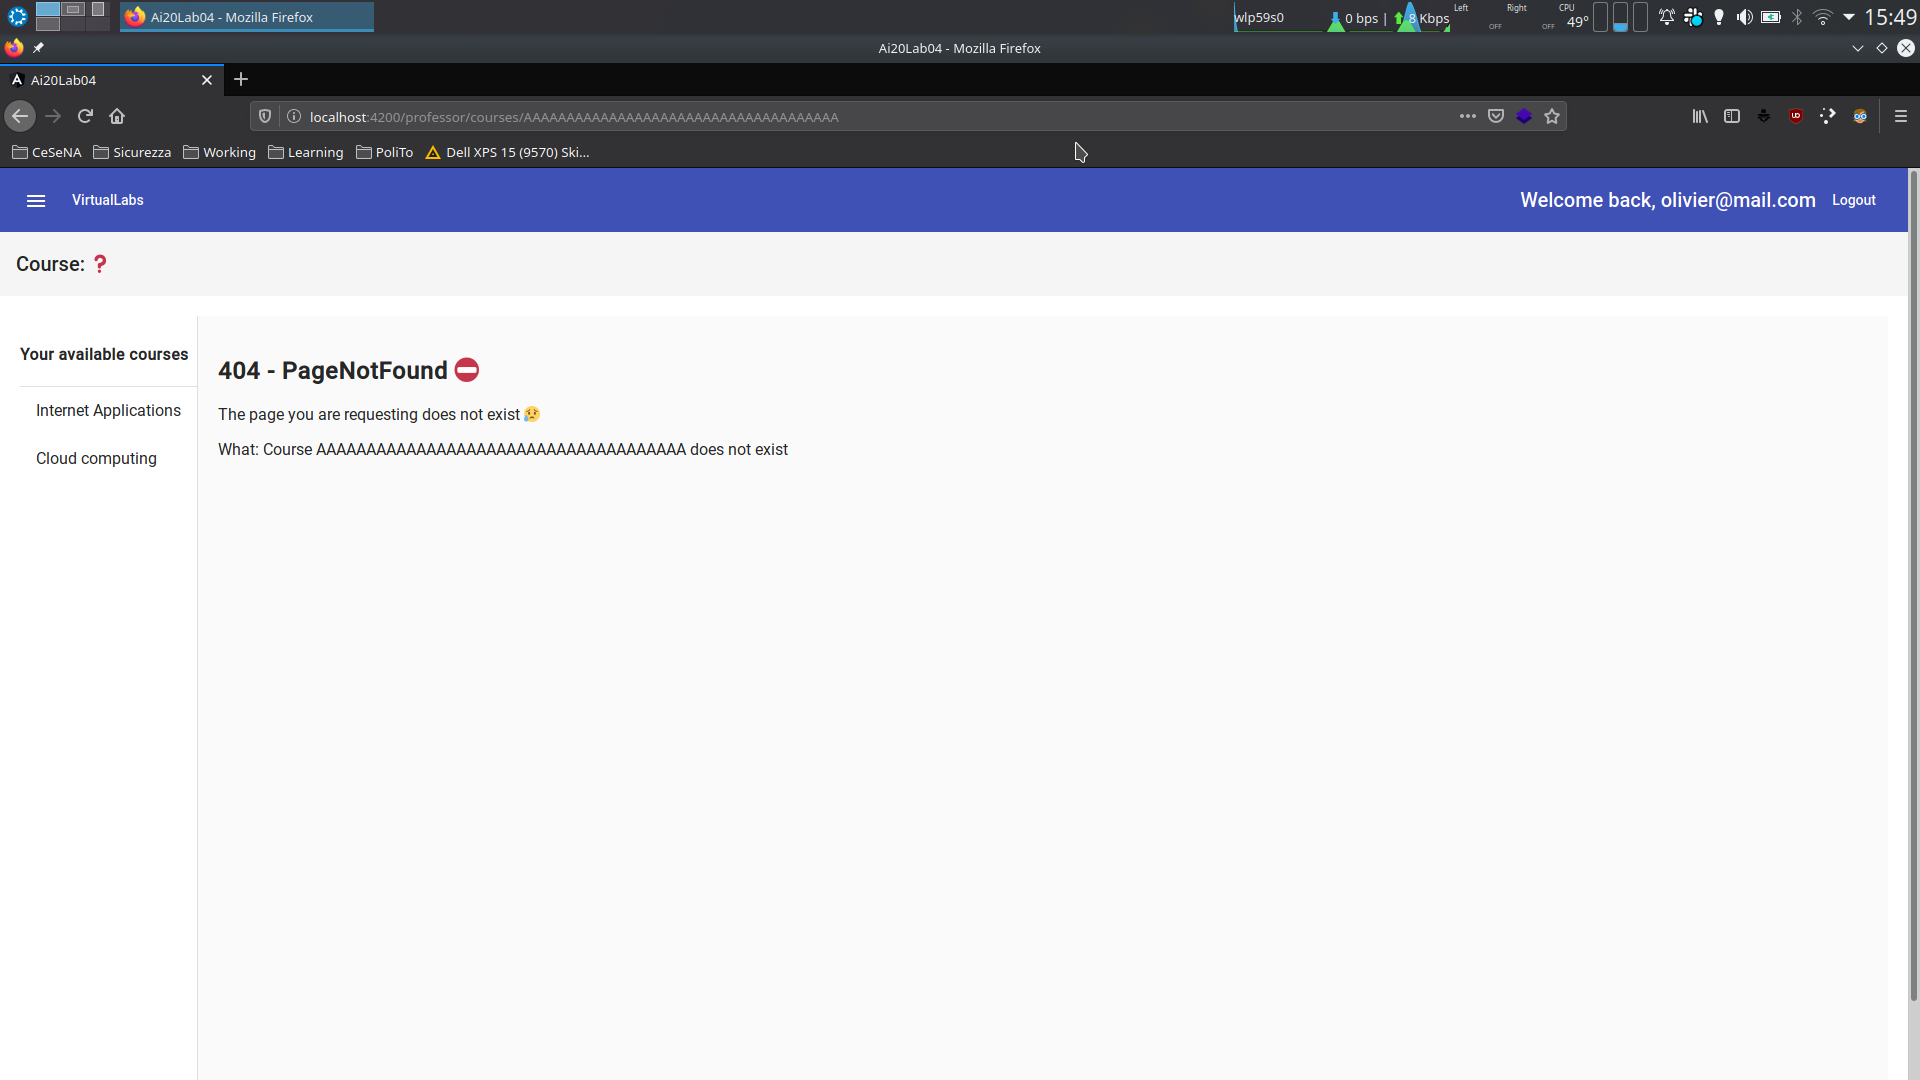 Ai20Lab04 - Mozilla Firefox
wlp59s0
0 bps |
8 Kbps
Left
OFF
Right
OFF
CPU
49°
15:49
Ai20Lab04 - Mozilla Firefox
Ai20Lab04
localhost:4200/professor/courses/AAAAAAAAAAAAAAAAAAAAAAAAAAAAAAAAAAAAA
CeSeNA
Sicurezza
Working
Learning
PoliTo
Dell XPS 15 (9570) Ski...
VirtualLabs
Welcome back, olivier@mail.com
Logout
Course: ❓
Your available courses
Internet Applications
Cloud computing
404 - PageNotFound ⛔
The page you are requesting does not exist 😥
What: Course AAAAAAAAAAAAAAAAAAAAAAAAAAAAAAAAAAAAA does not exist